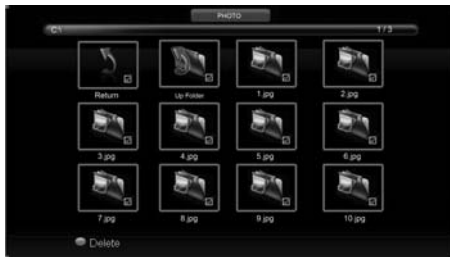 PHOTO
C:\ 1 / 3
Return Up Folder 1.jpg 2.jpg
3.jpg 4.jpg 5.jpg 6.jpg
7.jpg 8.jpg 9.jpg 10.jpg
Delete